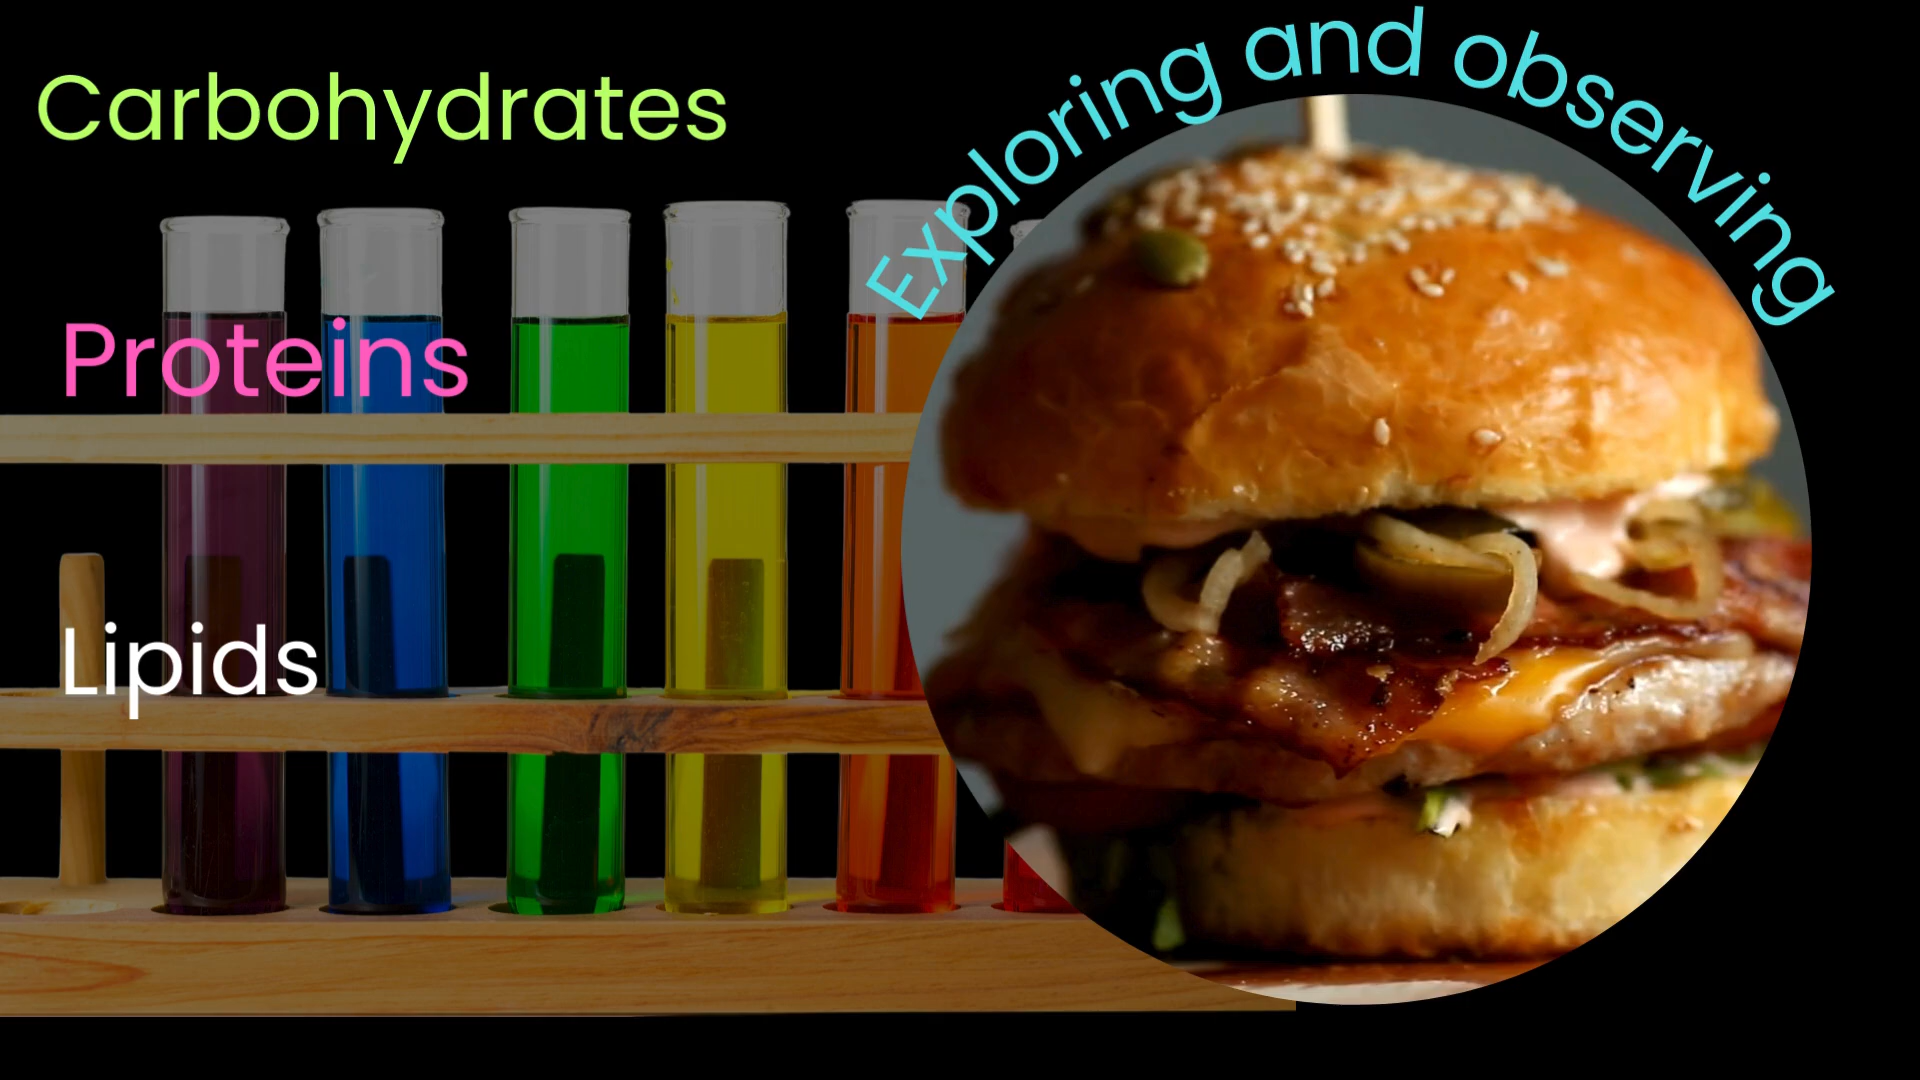 Carbohydrates
Exploring and observing
Proteins
Lipids